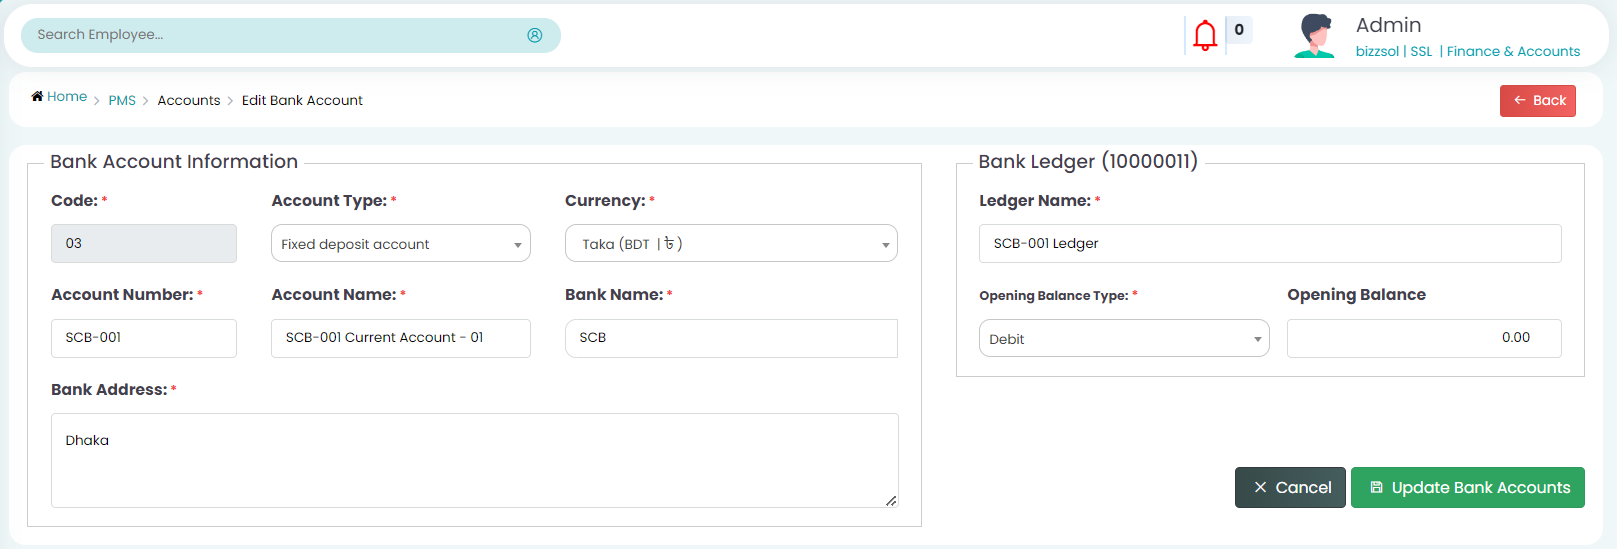 Search Employee...
0
Admin
bizzsol | SSL | Finance & Accounts
Home > PMS > Accounts > Edit Bank Account
← Back
Bank Account Information
Code: *
Account Type: *
Currency: *
03
Fixed deposit account
Taka (BDT | ৳ )
Account Number: *
Account Name: *
Bank Name: *
SCB-001
SCB-001 Current Account - 01
SCB
Bank Address: *
Dhaka
Bank Ledger (10000011)
Ledger Name: *
SCB-001 Ledger
Opening Balance Type: *
Opening Balance
Debit
0.00
× Cancel
Update Bank Accounts